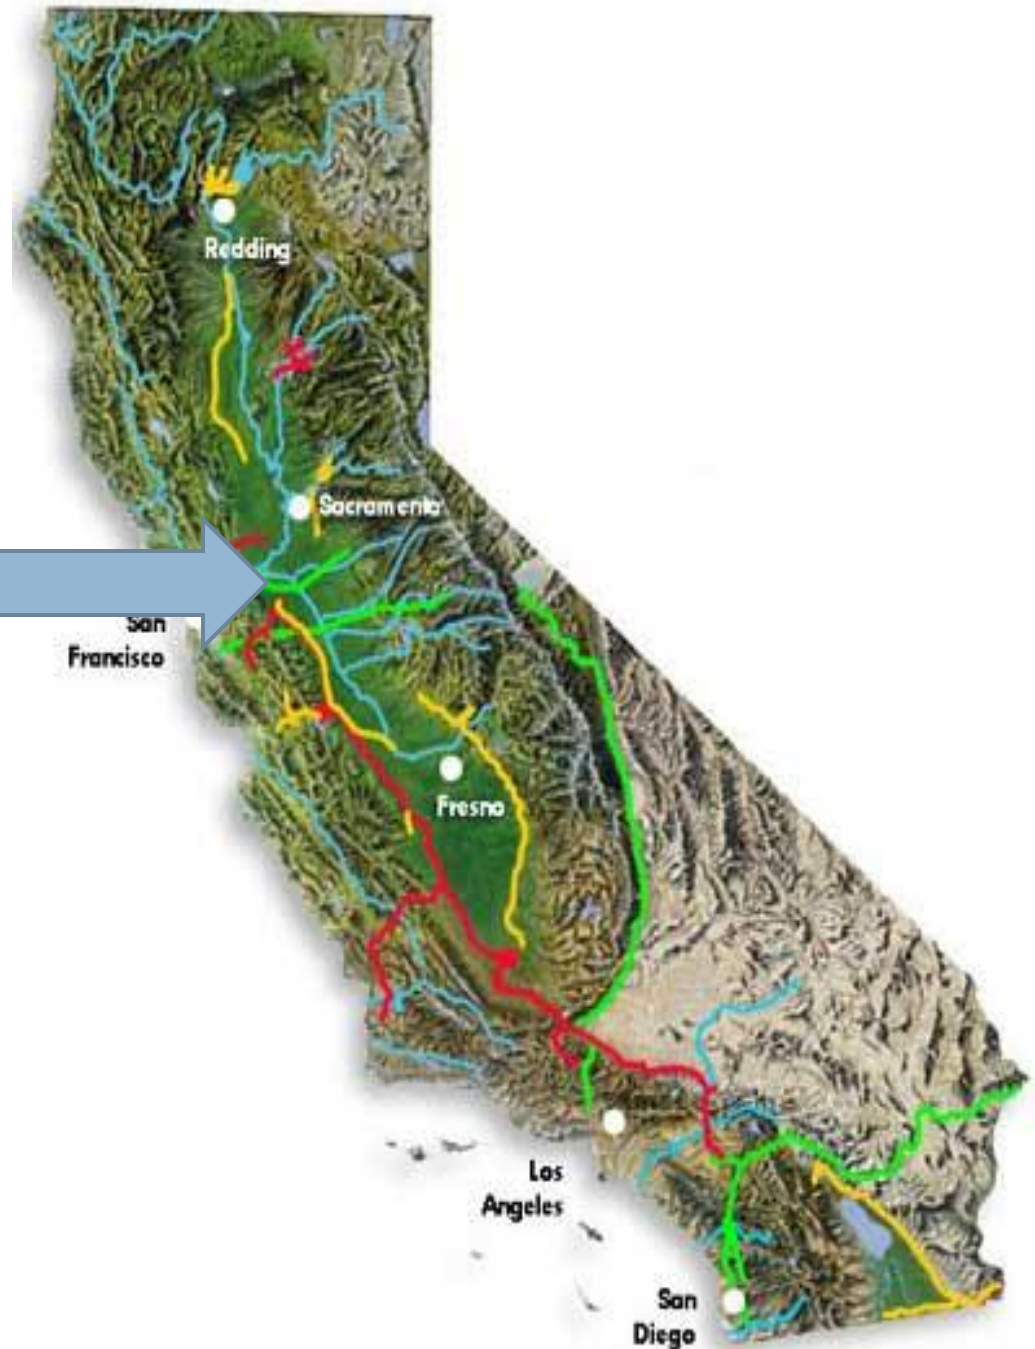 Redding
Sacramento
San
Francisco
Fresno
Los
Angeles
San
Diego